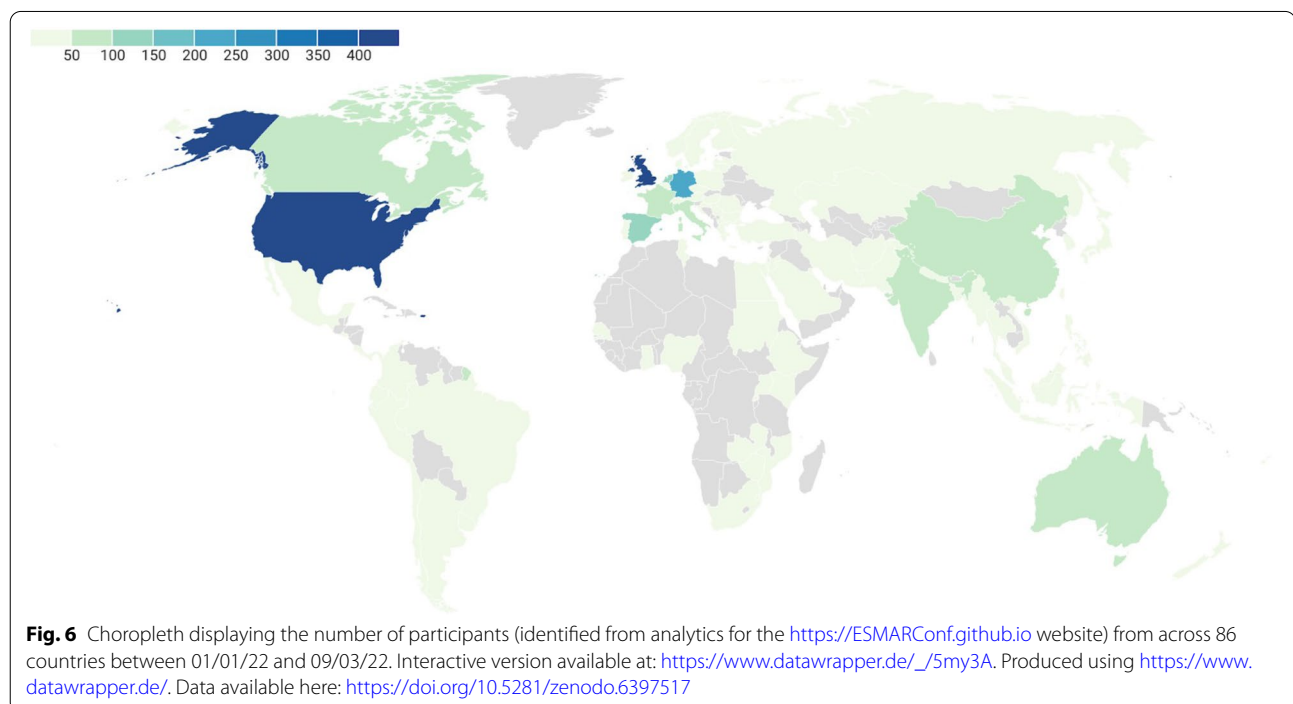 50 100 150 200 250 300 350 400
Fig. 6 Choropleth displaying the number of participants (identified from analytics for the https://ESMARConf.github.io website) from across 86
countries between 01/01/22 and 09/03/22. Interactive version available at: https://www.datawrapper.de/_/5my3A. Produced using https://www.
datawrapper.de/. Data available here: https://doi.org/10.5281/zenodo.6397517